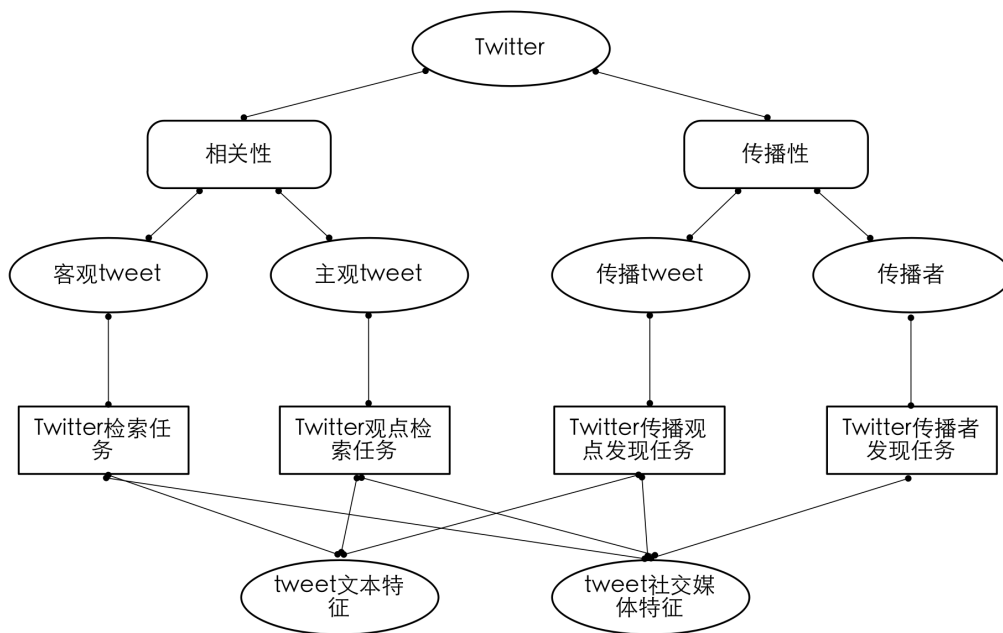 Twitter
相关性
传播性
客观tweet
主观tweet
传播tweet
传播者
Twitter检索任
务
Twitter观点检
索任务
Twitter传播观
点发现任务
Twitter传播者
发现任务
tweet文本特
征
tweet社交媒
体特征